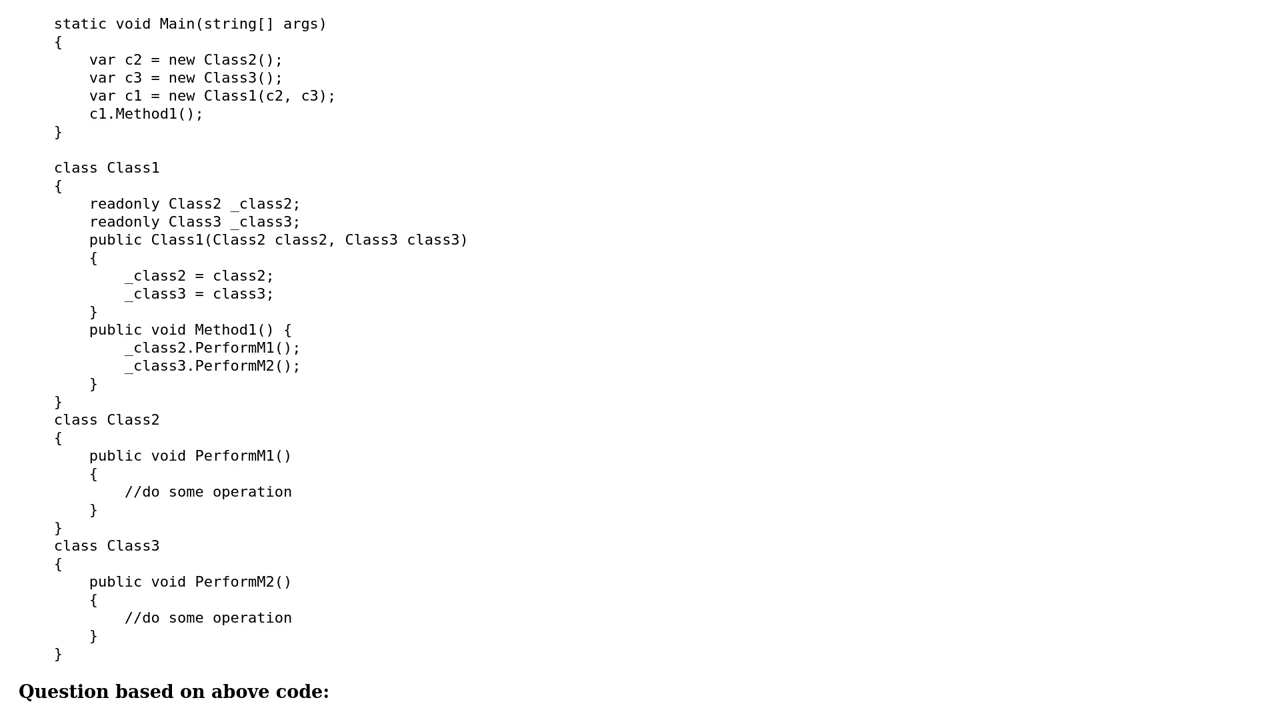 static void Main(string[] args)
{
    var c2 = new Class2();
    var c3 = new Class3();
    var c1 = new Class1(c2, c3);
    c1.Method1();
}

class Class1
{
    readonly Class2 _class2;
    readonly Class3 _class3;
    public Class1(Class2 class2, Class3 class3)
    {
        _class2 = class2;
        _class3 = class3;
    }
    public void Method1() {
        _class2.PerformM1();
        _class3.PerformM2();
    }
}
class Class2
{
    public void PerformM1()
    {
        //do some operation
    }
}
class Class3
{
    public void PerformM2()
    {
        //do some operation
    }
}
Question based on above code: